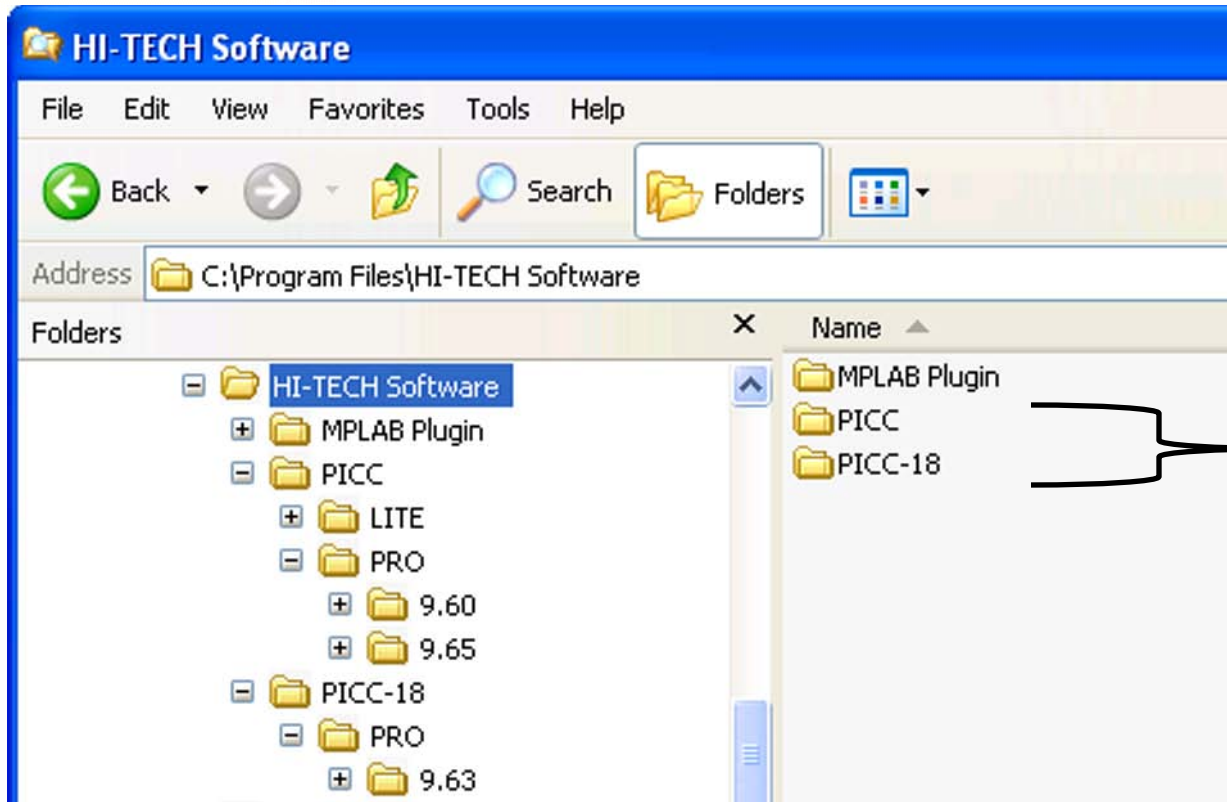 HI-TECH Software
File Edit View Favorites Tools Help
Back Search Folders
Address C:\Program Files\HI-TECH Software
Folders
HI-TECH Software
MPLAB Plugin
PICC
LITE
PRO
9.60
9.65
PICC-18
PRO
9.63
Name
MPLAB Plugin
PICC
PICC-18